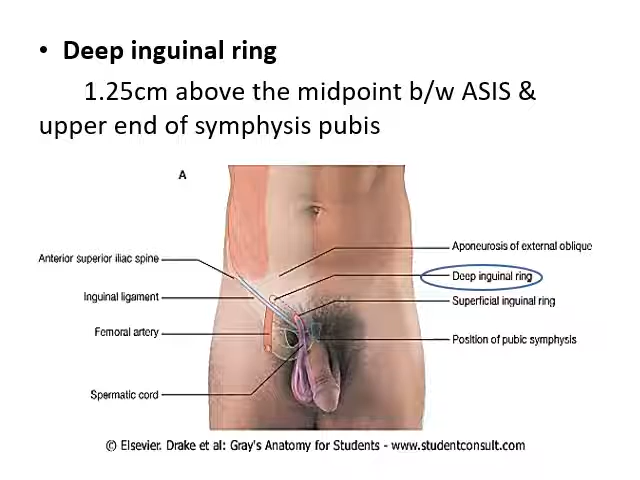 • Deep inguinal ring
1.25cm above the midpoint b/w ASIS &
upper end of symphysis pubis
A
Aponeurosis of external oblique
Anterior superior iliac spine
Deep inguinal ring
Inguinal ligament
Superficial inguinal ring
Femoral artery
Position of pubic symphysis
Spermatic cord
© Elsevier. Drake et al: Gray's Anatomy for Students - www.studentconsult.com